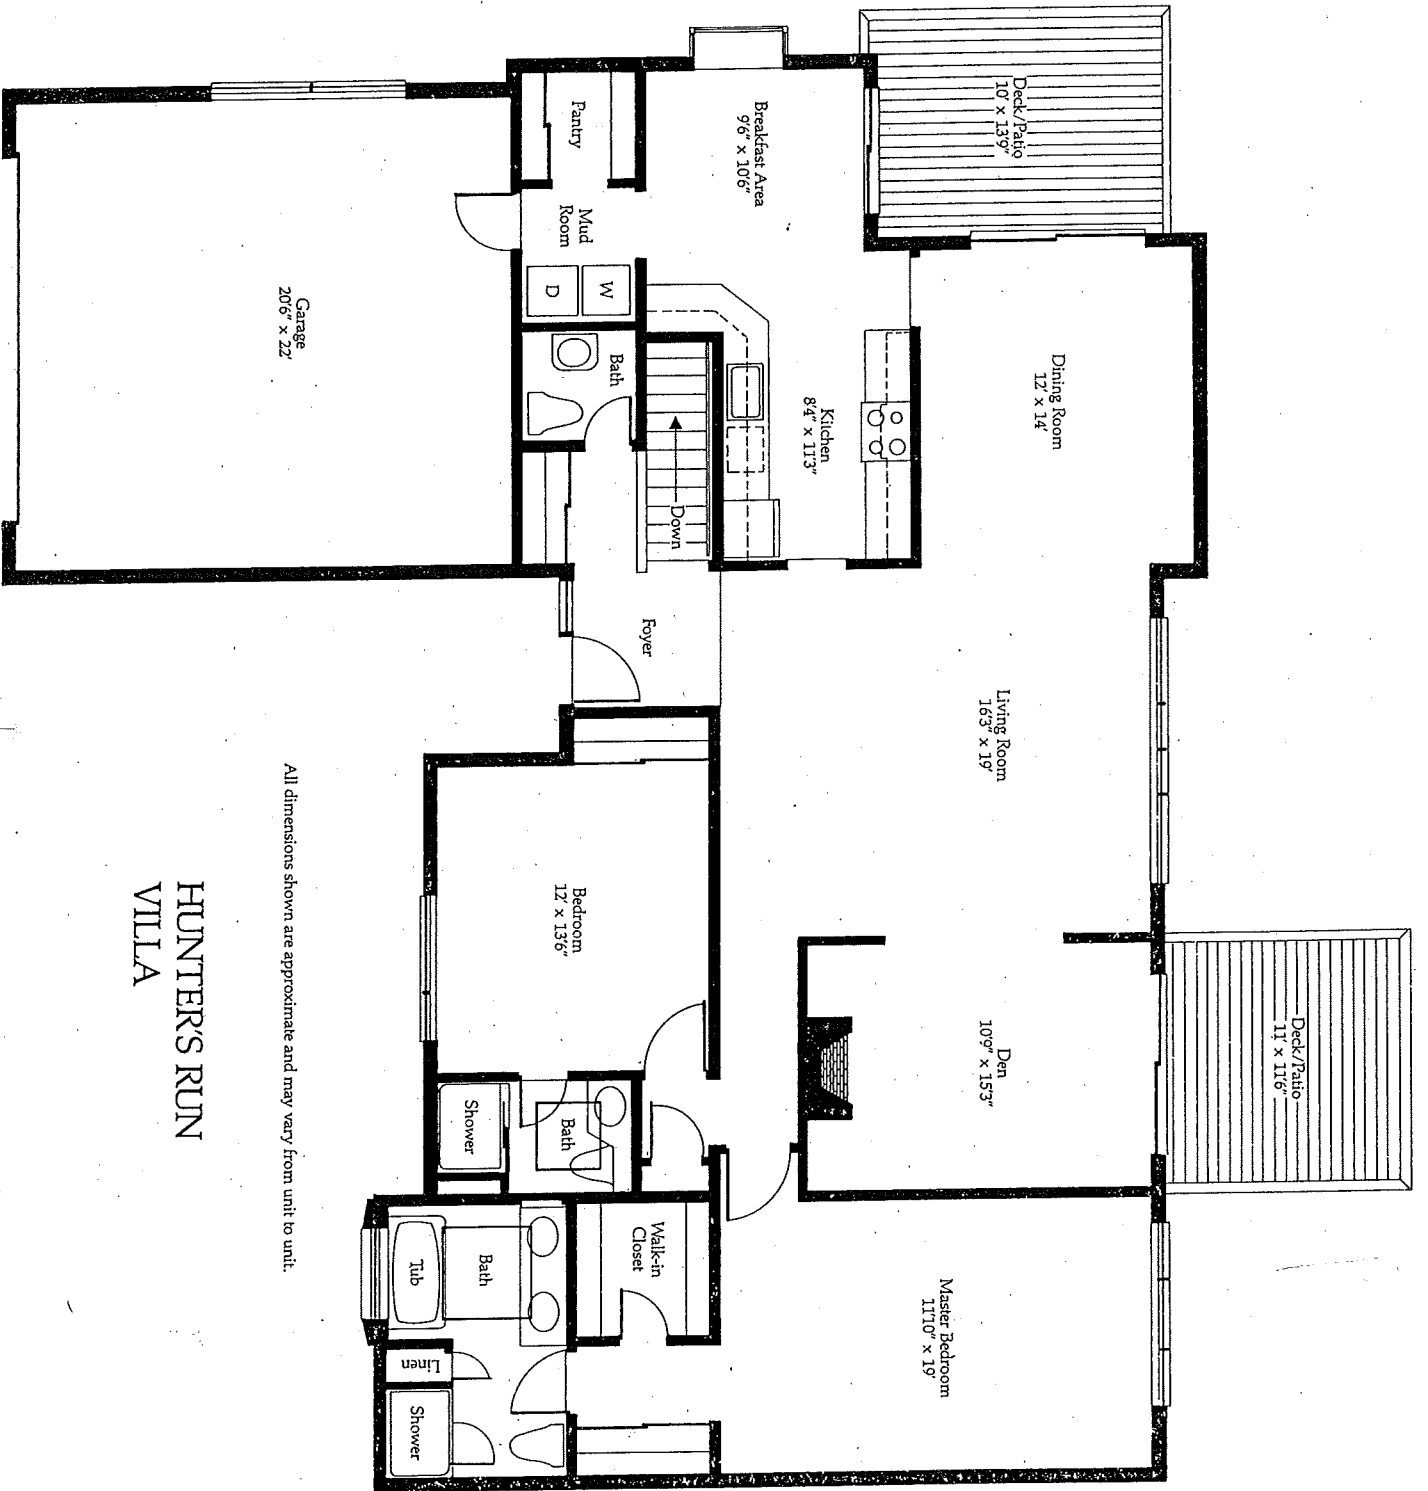 Deck/Patio
10' x 13'9"
Breakfast Area
9'6" x 10'6"
Pantry
Mud
Room
W
D
Garage
20'6" x 22'
Bath
Down
Kitchen
8'4" x 11'3"
Dining Room
12' x 14'
Foyer
Living Room
16'3" x 19'
Deck/Patio
11' x 11'6"
Den
10'9" x 15'3"
Bedroom
12' x 13'6"
Bath
Shower
Walk-in
Closet
Master Bedroom
11'10" x 19'
Bath
Tub
Linen
Shower
All dimensions shown are approximate and may vary from unit to unit.
HUNTER'S RUN
VILLA